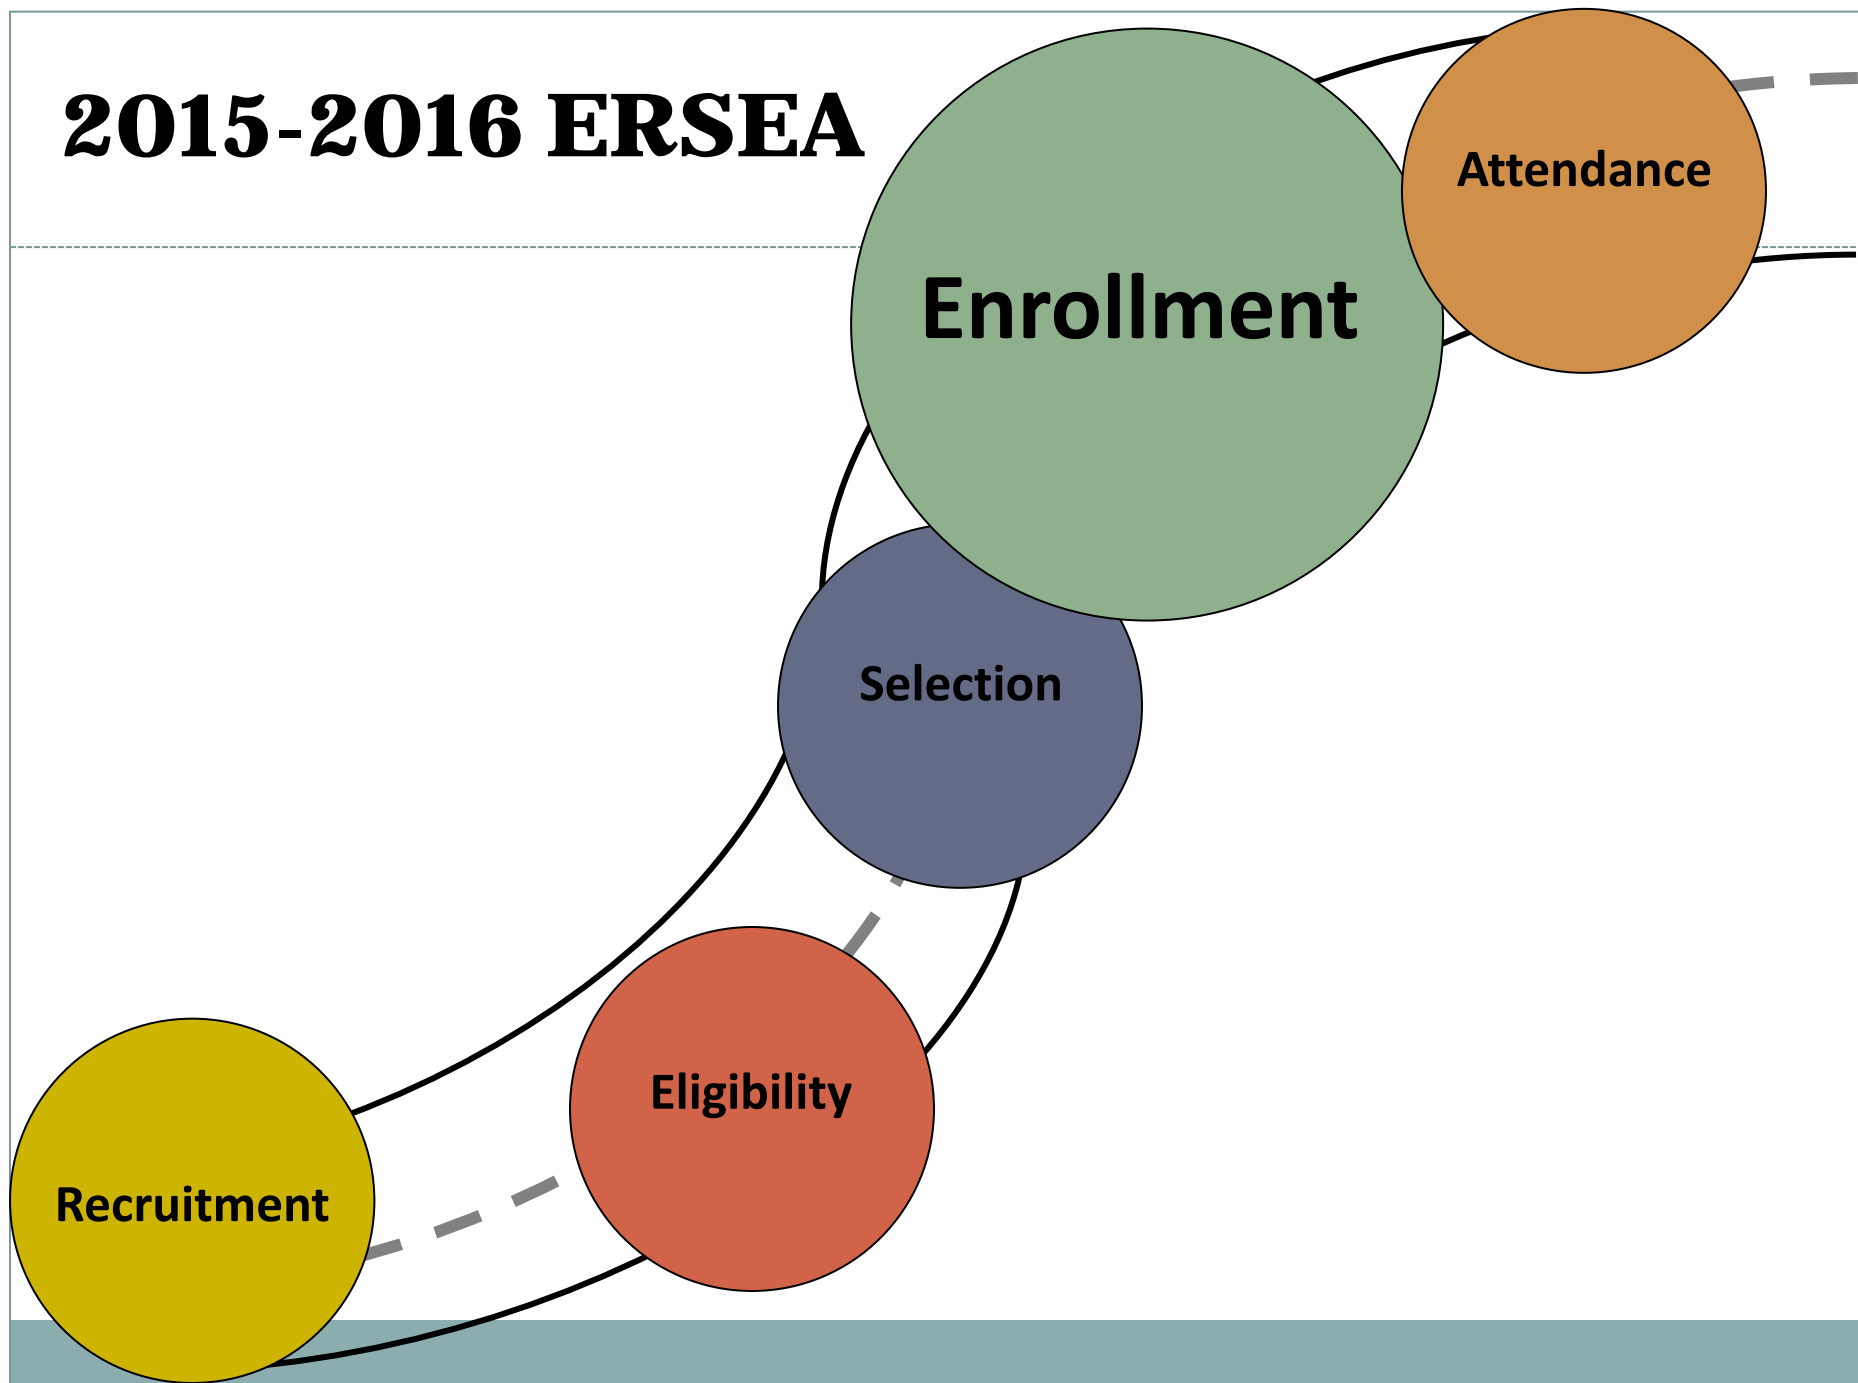 2015-2016 ERSEA
Attendance
Enrollment
Selection
Eligibility
Recruitment